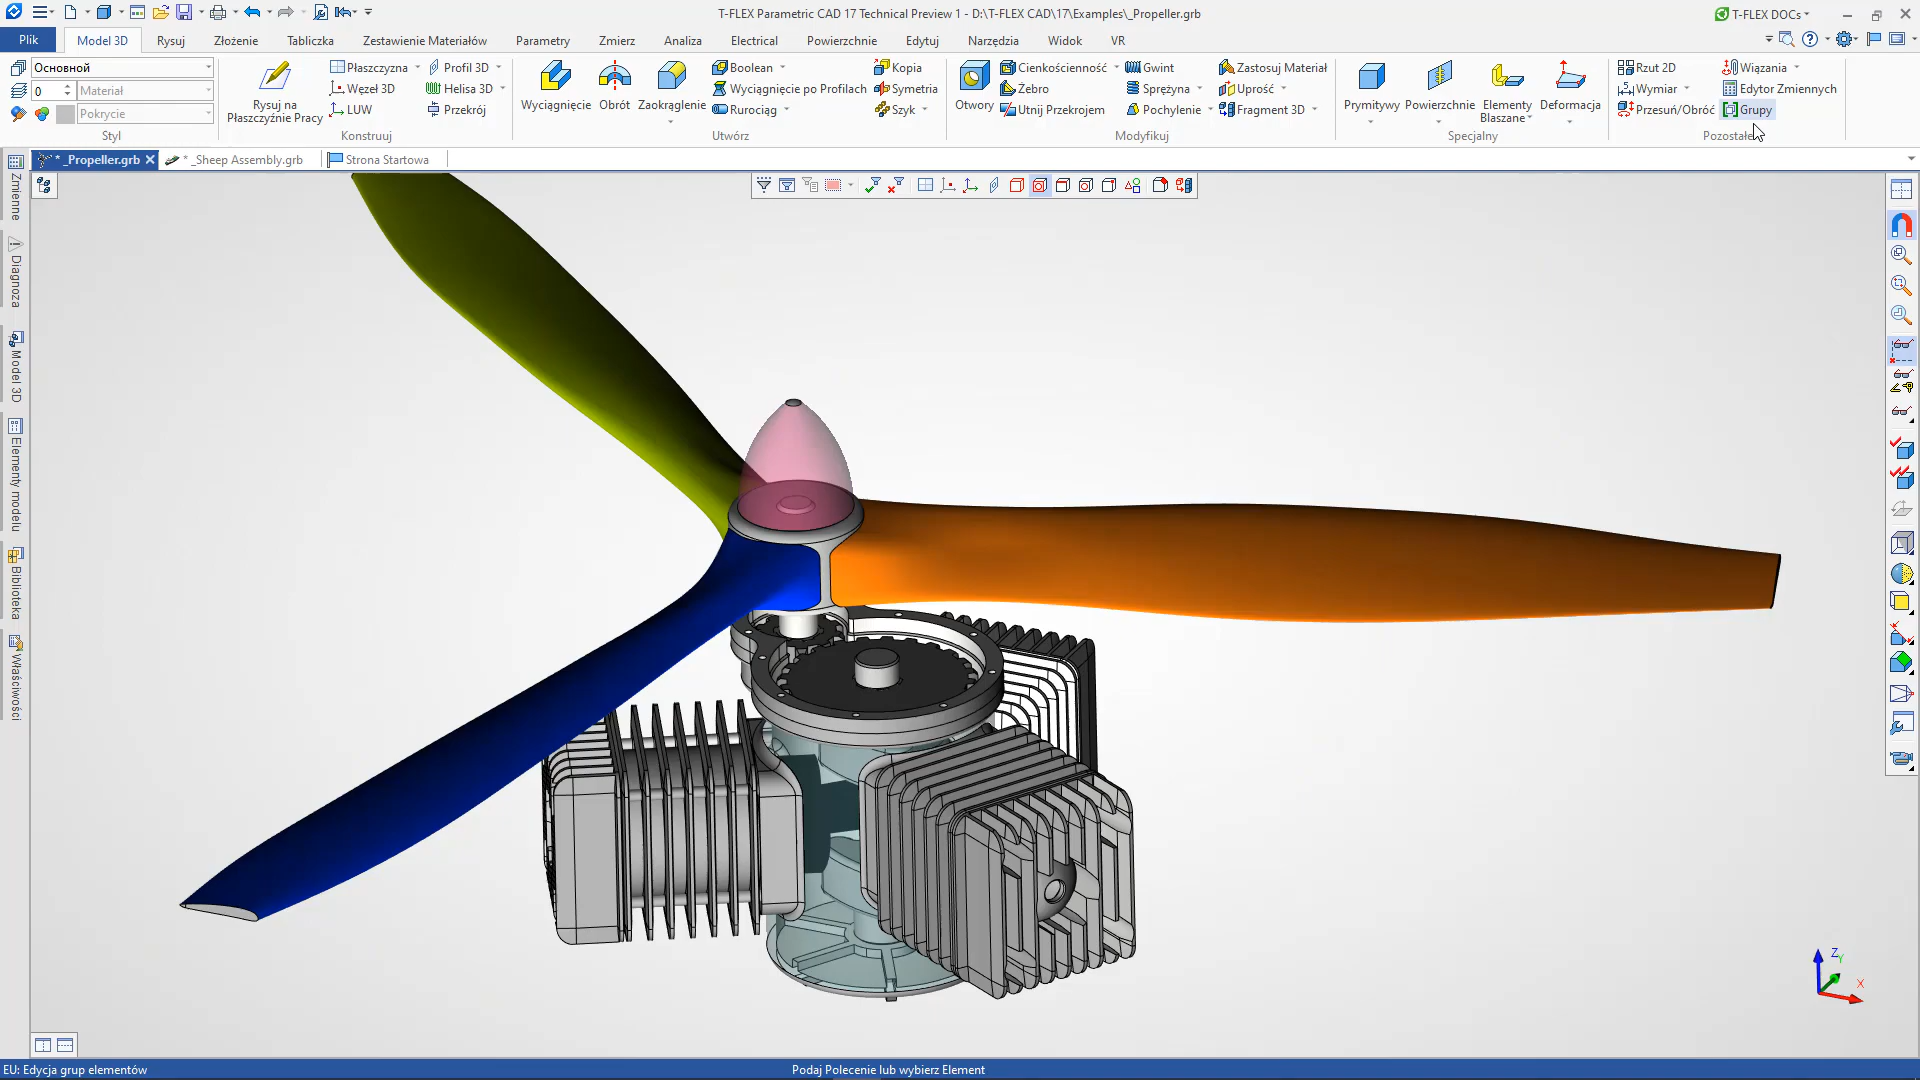 T-FLEX Parametric CAD 17 Technical Preview 1 - D:\T-FLEX CAD\17\Examples\_Propeller.grb
T-FLEX DOCs
Plik
Model 3D
Rysuj
Złożenie
Tabliczka
Zestawienie Materiałów
Parametry
Zmierz
Analiza
Electrical
Powierzchnie
Edytuj
Narzędzia
Widok
VR
Основной
0
Materiał
Pokrycie
Styl
Rysuj na
Płaszczyźnie Pracy
Płaszczyzna
Węzeł 3D
LUW
Profil 3D
Helisa 3D
Przekrój
Konstruuj
Wyciągnięcie
Obrót
Zaokrąglenie
Boolean
Wyciągnięcie po Profilach
Rurociąg
Kopia
Symetria
Szyk
Utwórz
Otwory
Cienkościenność
Żebro
Utnij Przekrojem
Gwint
Sprężyna
Pochylenie
Zastosuj Materiał
Uprość
Fragment 3D
Modyfikuj
Prymitywy
Powierzchnie
Elementy
Blaszane
Deformacja
Specjalny
Rzut 2D
Wymiar
Przesuń/Obróć
Wiązania
Edytor Zmiennych
Grupy
Pozostałe
* _Propeller.grb
* _Sheep Assembly.grb
Strona Startowa
Zmienne
Diagnoza
Model 3D
Elementy modelu
Biblioteka
Właściwości
Z
Y
X
EU: Edycja grup elementów
Podaj Polecenie lub wybierz Element